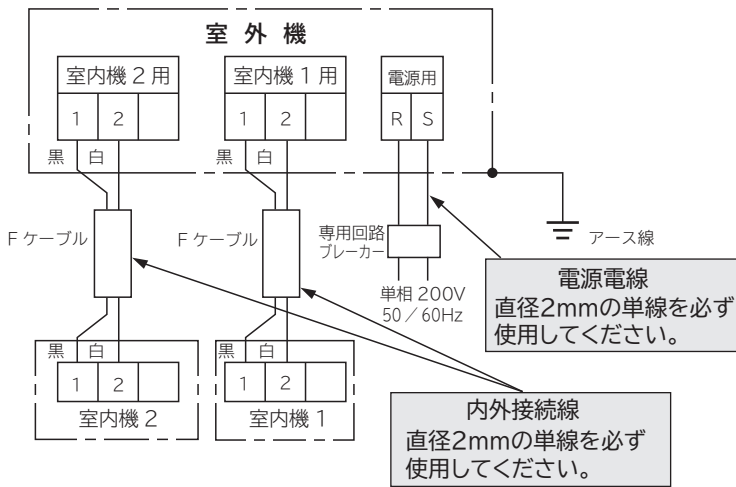 室外機
室内機2用
室内機1用
電源用
1 2
1 2
R S
黒 白
黒 白
Fケーブル
Fケーブル
専用回路
ブレーカー
アース線
単相 200V
50/60Hz
電源電線
直径2mmの単線を必ず
使用してください。
黒 白
黒 白
1 2
1 2
室内機2
室内機1
内外接続線
直径2mmの単線を必ず
使用してください。